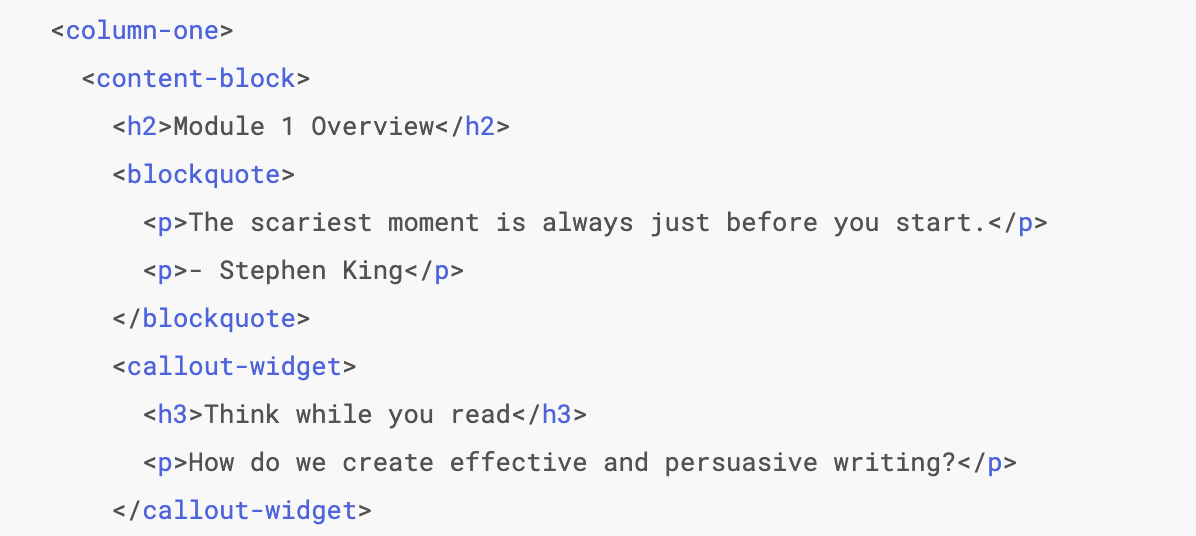 <column-one>
<content-block>
<h2>Module 1 Overview</h2>
<blockquote>
<p>The scariest moment is always just before you start.</p>
<p>- Stephen King</p>
</blockquote>
<callout-widget>
<h3>Think while you read</h3>
<p>How do we create effective and persuasive writing?</p>
</callout-widget>